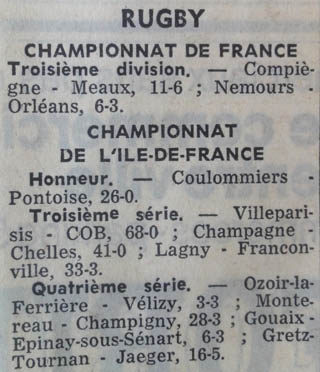 RUGBY
CHAMPIONNAT DE FRANCE
Troisième division. — Compiè-
gne - Meaux, 11-6 ; Nemours -
Orléans, 6-3.
CHAMPIONNAT
DE L'ILE-DE-FRANCE
Honneur. — Coulommiers -
Pontoise, 26-0.
Troisième série. — Villepari-
sis - COB, 68-0 ; Champagne -
Chelles, 41-0 ; Lagny - Francon-
ville, 33-3.
Quatrième série. — Ozoir-la-
Ferrière - Vélizy, 3-3 ; Monte-
reau - Champigny, 28-3 ; Gouaix -
Epinay-sous-Sénart, 6-3 ; Gretz-
Tournan - Jaeger, 16-5.